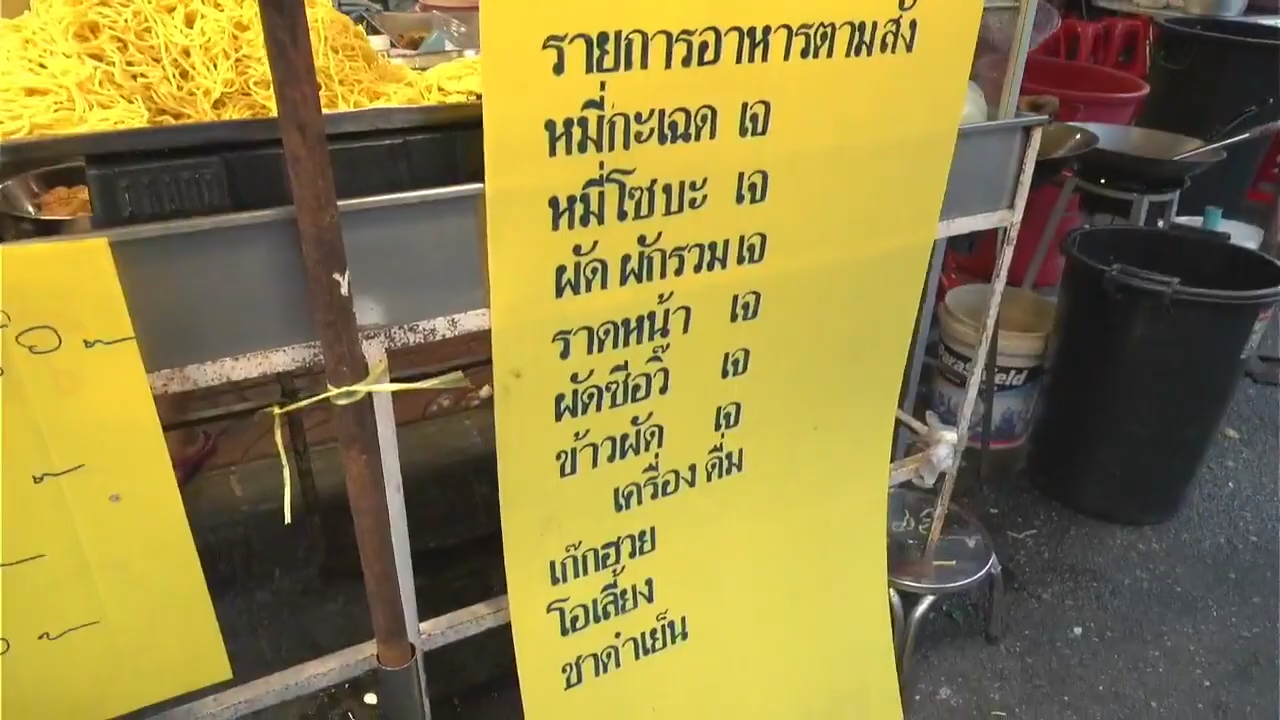 รายการอาหารตามสั่ง
หมี่กะเฉด เจ
หมี่โซบะ เจ
ผัด ผักรวม เจ
ราดหน้า เจ
ผัดซีอิ๊ว เจ
ข้าวผัด เจ
เครื่อง ดื่ม
เก๊กฮวย
โอเลี้ยง
ชาดำเย็น